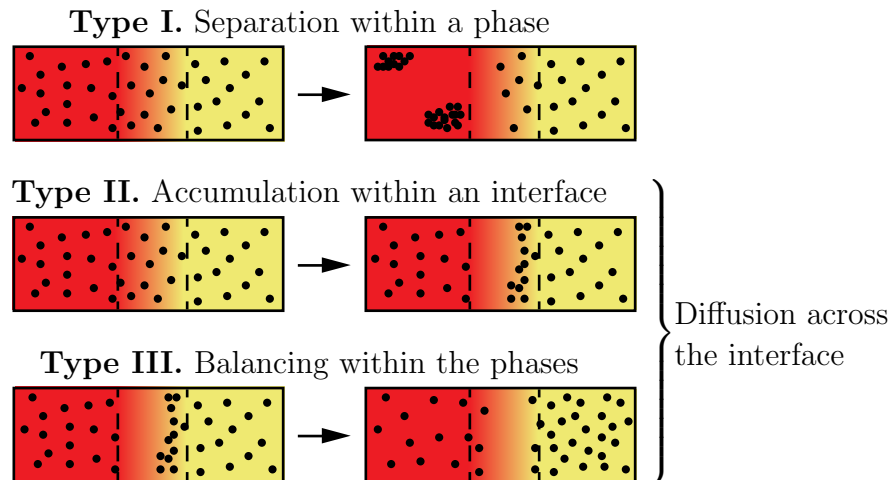 Type I. Separation within a phase
Type II. Accumulation within an interface
Type III. Balancing within the phases
Diffusion across
the interface